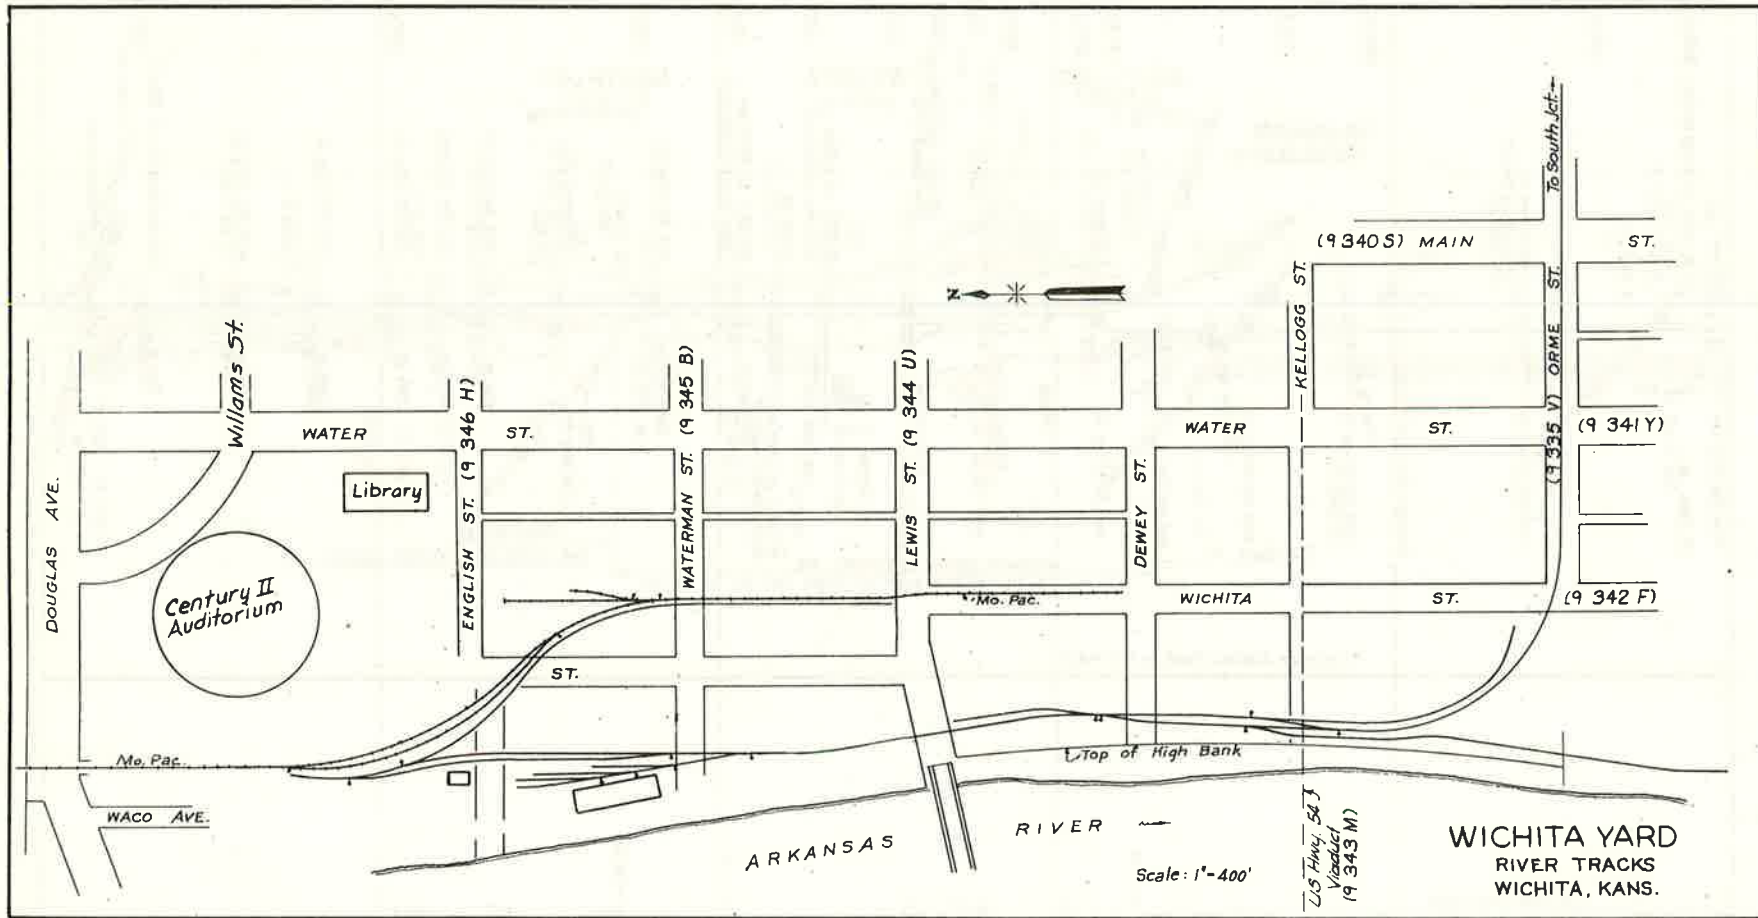 To South Jct.
(9 340 S) MAIN ST.
N
KELLOGG ST.
(9 335 V) ORME ST.
Willams St.
WATER ST.
ENGLISH ST. (9 346 H)
WATERMAN ST. (9 345 B)
LEWIS ST. (9 344 U)
DEWEY ST.
WATER ST.
(9 341 Y)
Library
DOUGLAS AVE.
Century II
Auditorium
Mo. Pac.
WICHITA ST.
(9 342 F)
ST.
Mo. Pac.
Top of High Bank
WACO AVE.
ARKANSAS RIVER
Scale: 1"-400'
US Hwy. 54
Viaduct
(9 343 M)
WICHITA YARD
RIVER TRACKS
WICHITA, KANS.